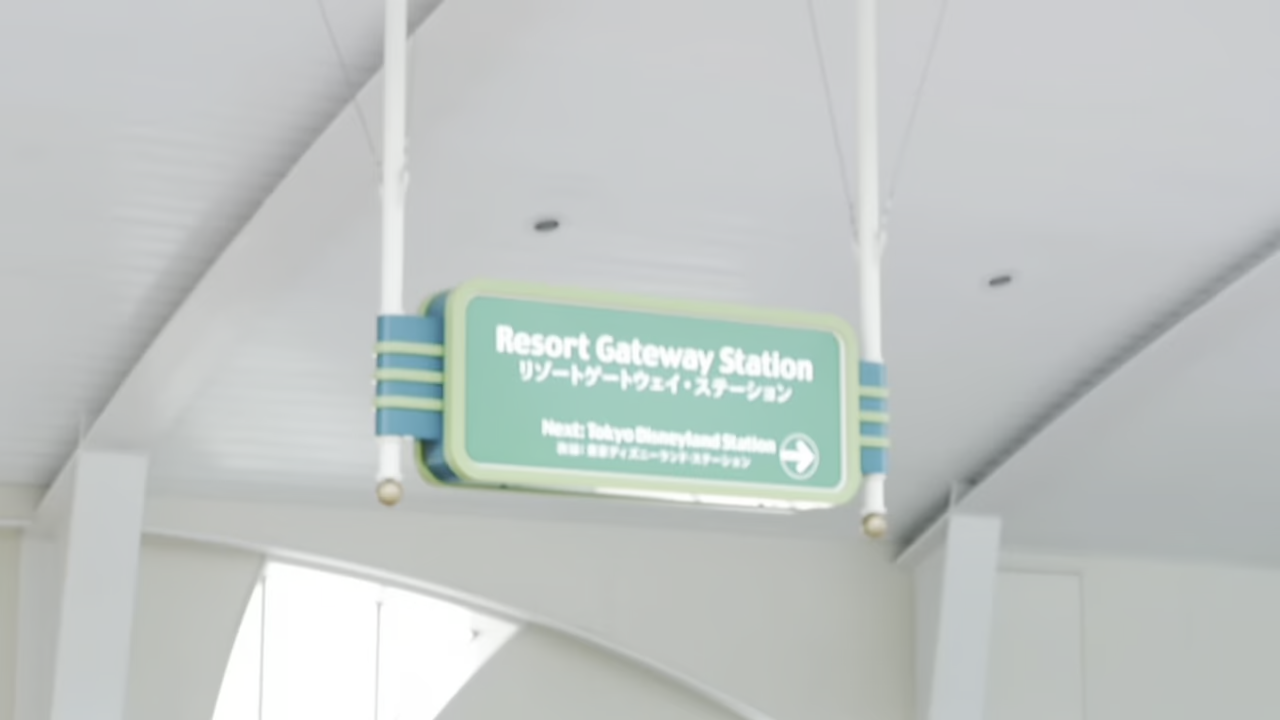 Resort Gateway Station
リゾートゲートウェイ・ステーション
Next: Tokyo Disneyland Station
東京ディズニーランド・ステーション